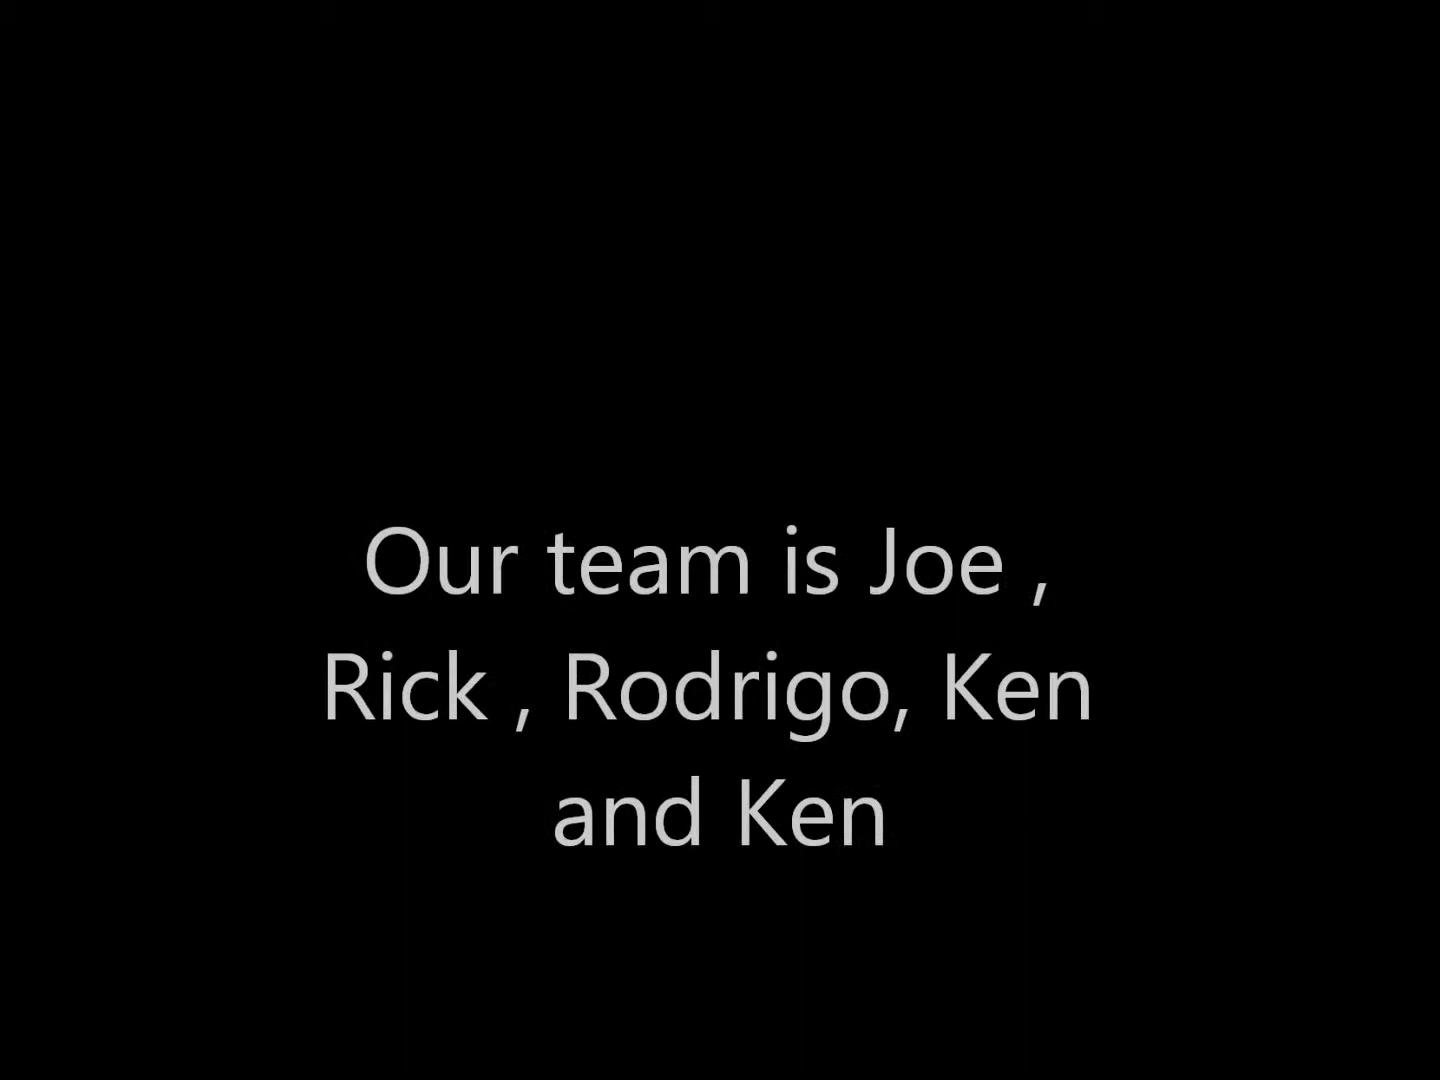 Our team is Joe ,
Rick , Rodrigo, Ken
and Ken